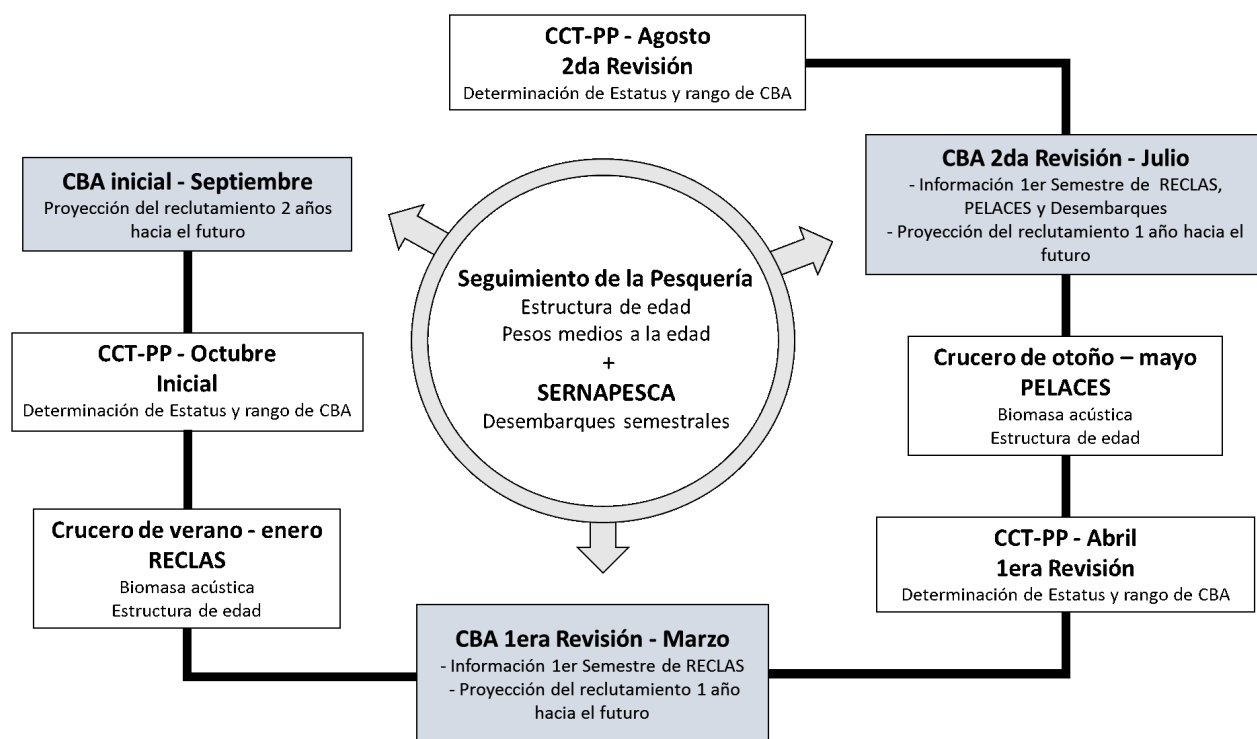 CCT-PP - Agosto
2da Revisión
Determinación de Estatus y rango de CBA
CBA inicial - Septiembre
Proyección del reclutamiento 2 años
hacia el futuro
CBA 2da Revisión - Julio
- Información 1er Semestre de RECLAS,
PELACES y Desembarques
- Proyección del reclutamiento 1 año hacia el
futuro
Seguimiento de la Pesquería
Estructura de edad
Pesos medios a la edad
+
SERNAPESCA
Desembarques semestrales
CCT-PP - Octubre
Inicial
Determinación de Estatus y rango de CBA
Crucero de otoño – mayo
PELACES
Biomasa acústica
Estructura de edad
Crucero de verano - enero
RECLAS
Biomasa acústica
Estructura de edad
CCT-PP - Abril
1era Revisión
Determinación de Estatus y rango de CBA
CBA 1era Revisión - Marzo
- Información 1er Semestre de RECLAS
- Proyección del reclutamiento 1 año
hacia el futuro